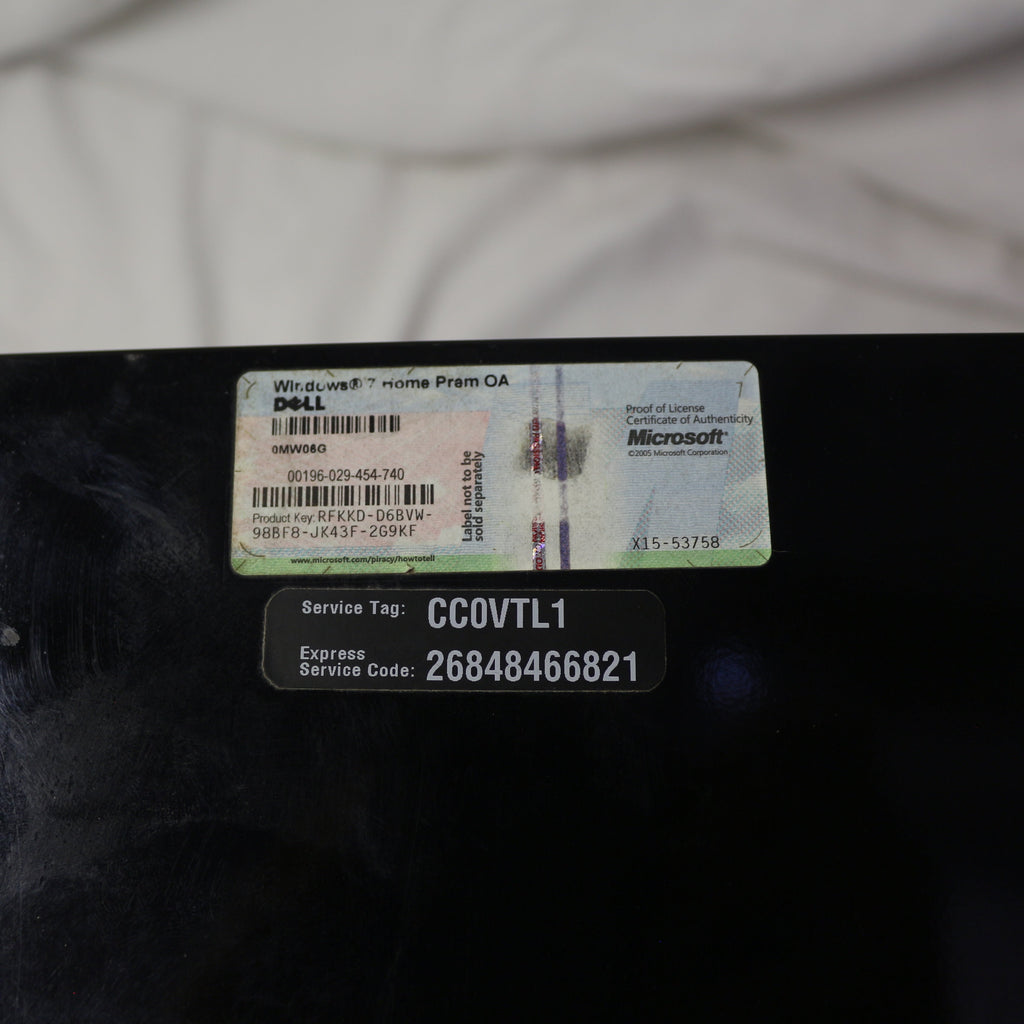 Windows® 7 Home Prem OA
DELL
0MW06G
00196-029-454-740
Product Key: RFKKD-D6BVW-
98BF8-JK43F-2G9KF
www.microsoft.com/piracy/howtotell
Label not to be
sold separately
Proof of License
Certificate of Authenticity
Microsoft®
©2005 Microsoft Corporation
X15-53758
Service Tag: CC0VTL1
Express
Service Code: 26848466821